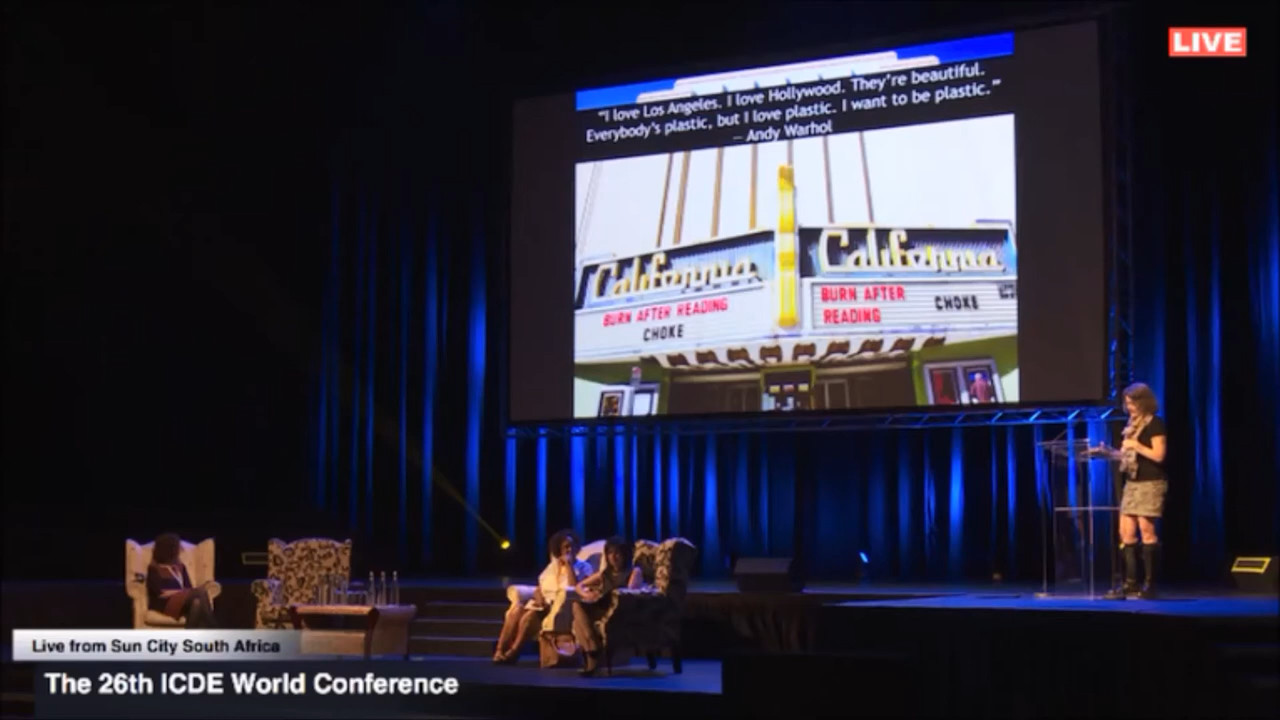 LIVE
"I love Los Angeles. I love Hollywood. They're beautiful.
Everybody's plastic, but I love plastic. I want to be plastic."
– Andy Warhol
California
California
BURN AFTER READING
CHOKE
BURN AFTER
READING
CHOKE
Live from Sun City South Africa
The 26th ICDE World Conference